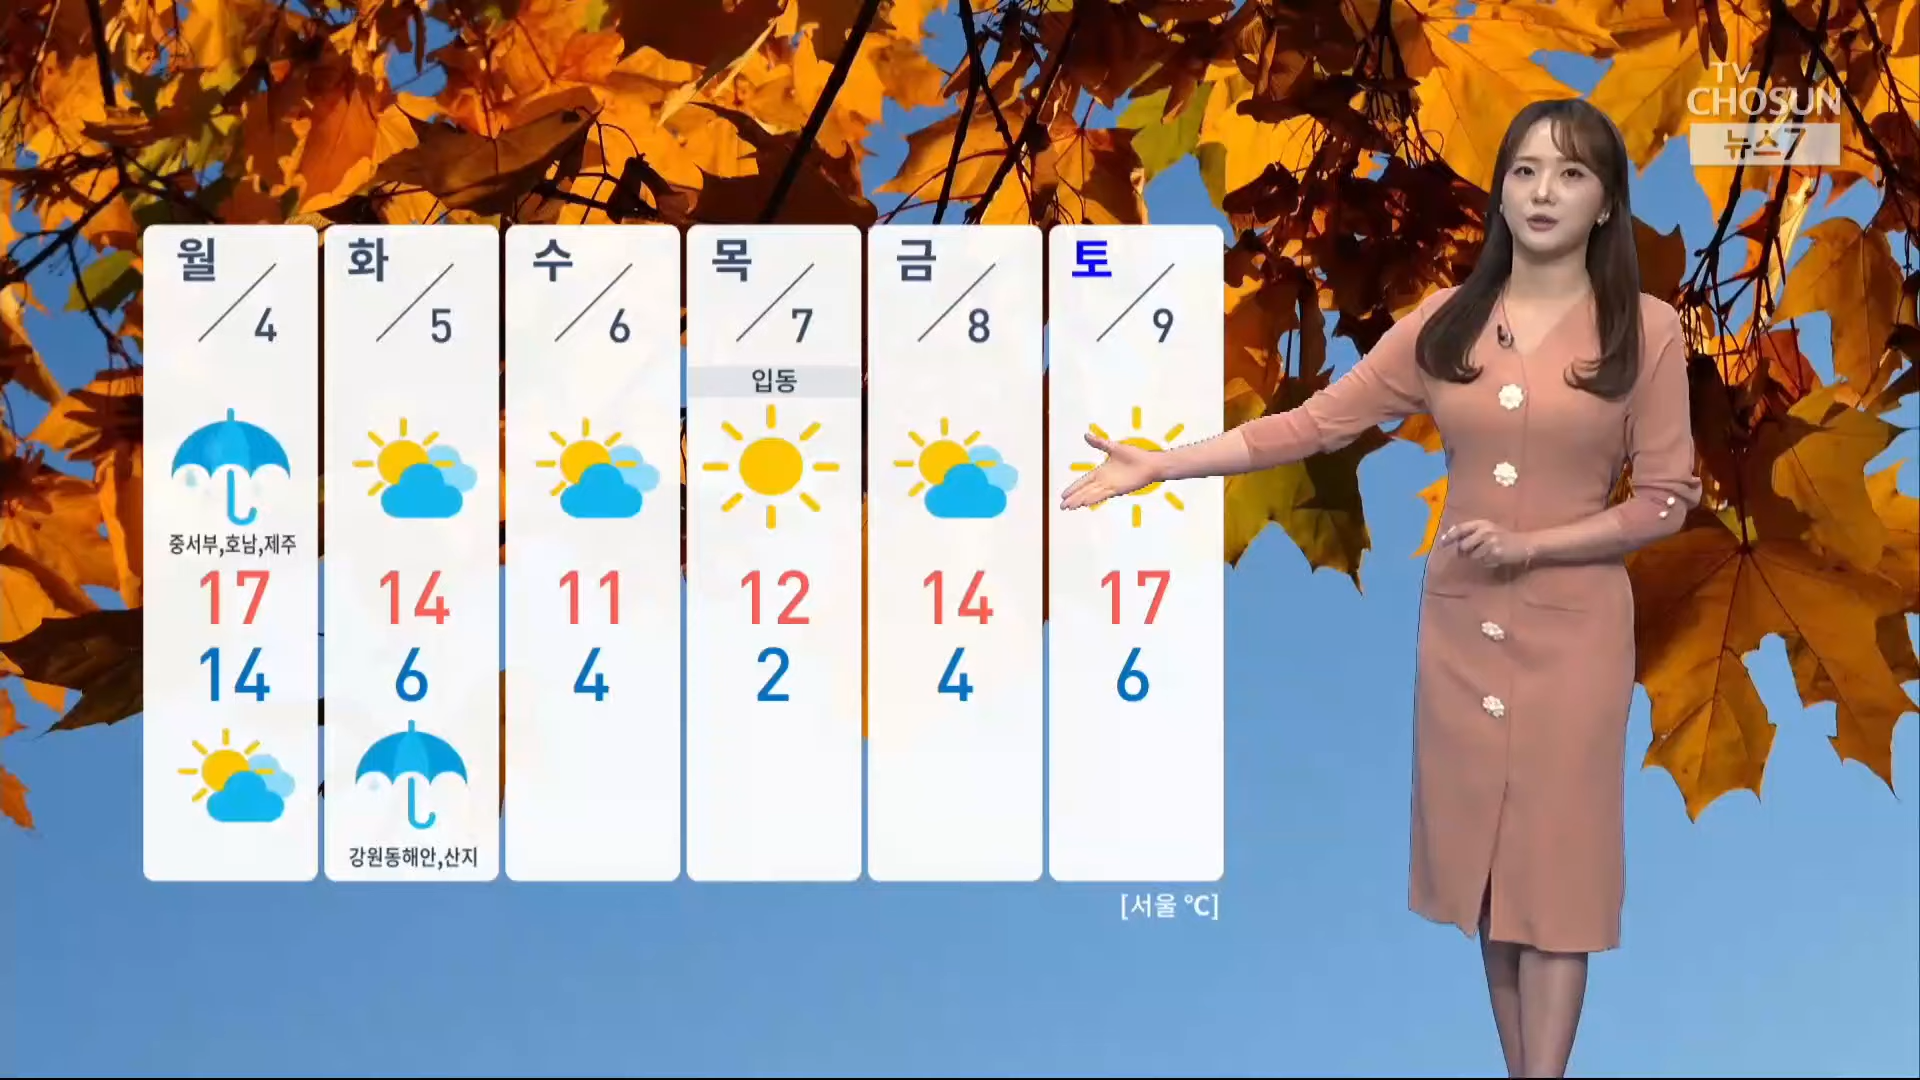 TV
CHOSUN
뉴스7
월 4
화 5
수 6
목 7
금 8
토 9
입동
중서부,호남,제주
17 14 11 12 14 17
14 6 4 2 4 6
강원동해안,산지
[서울 °C]